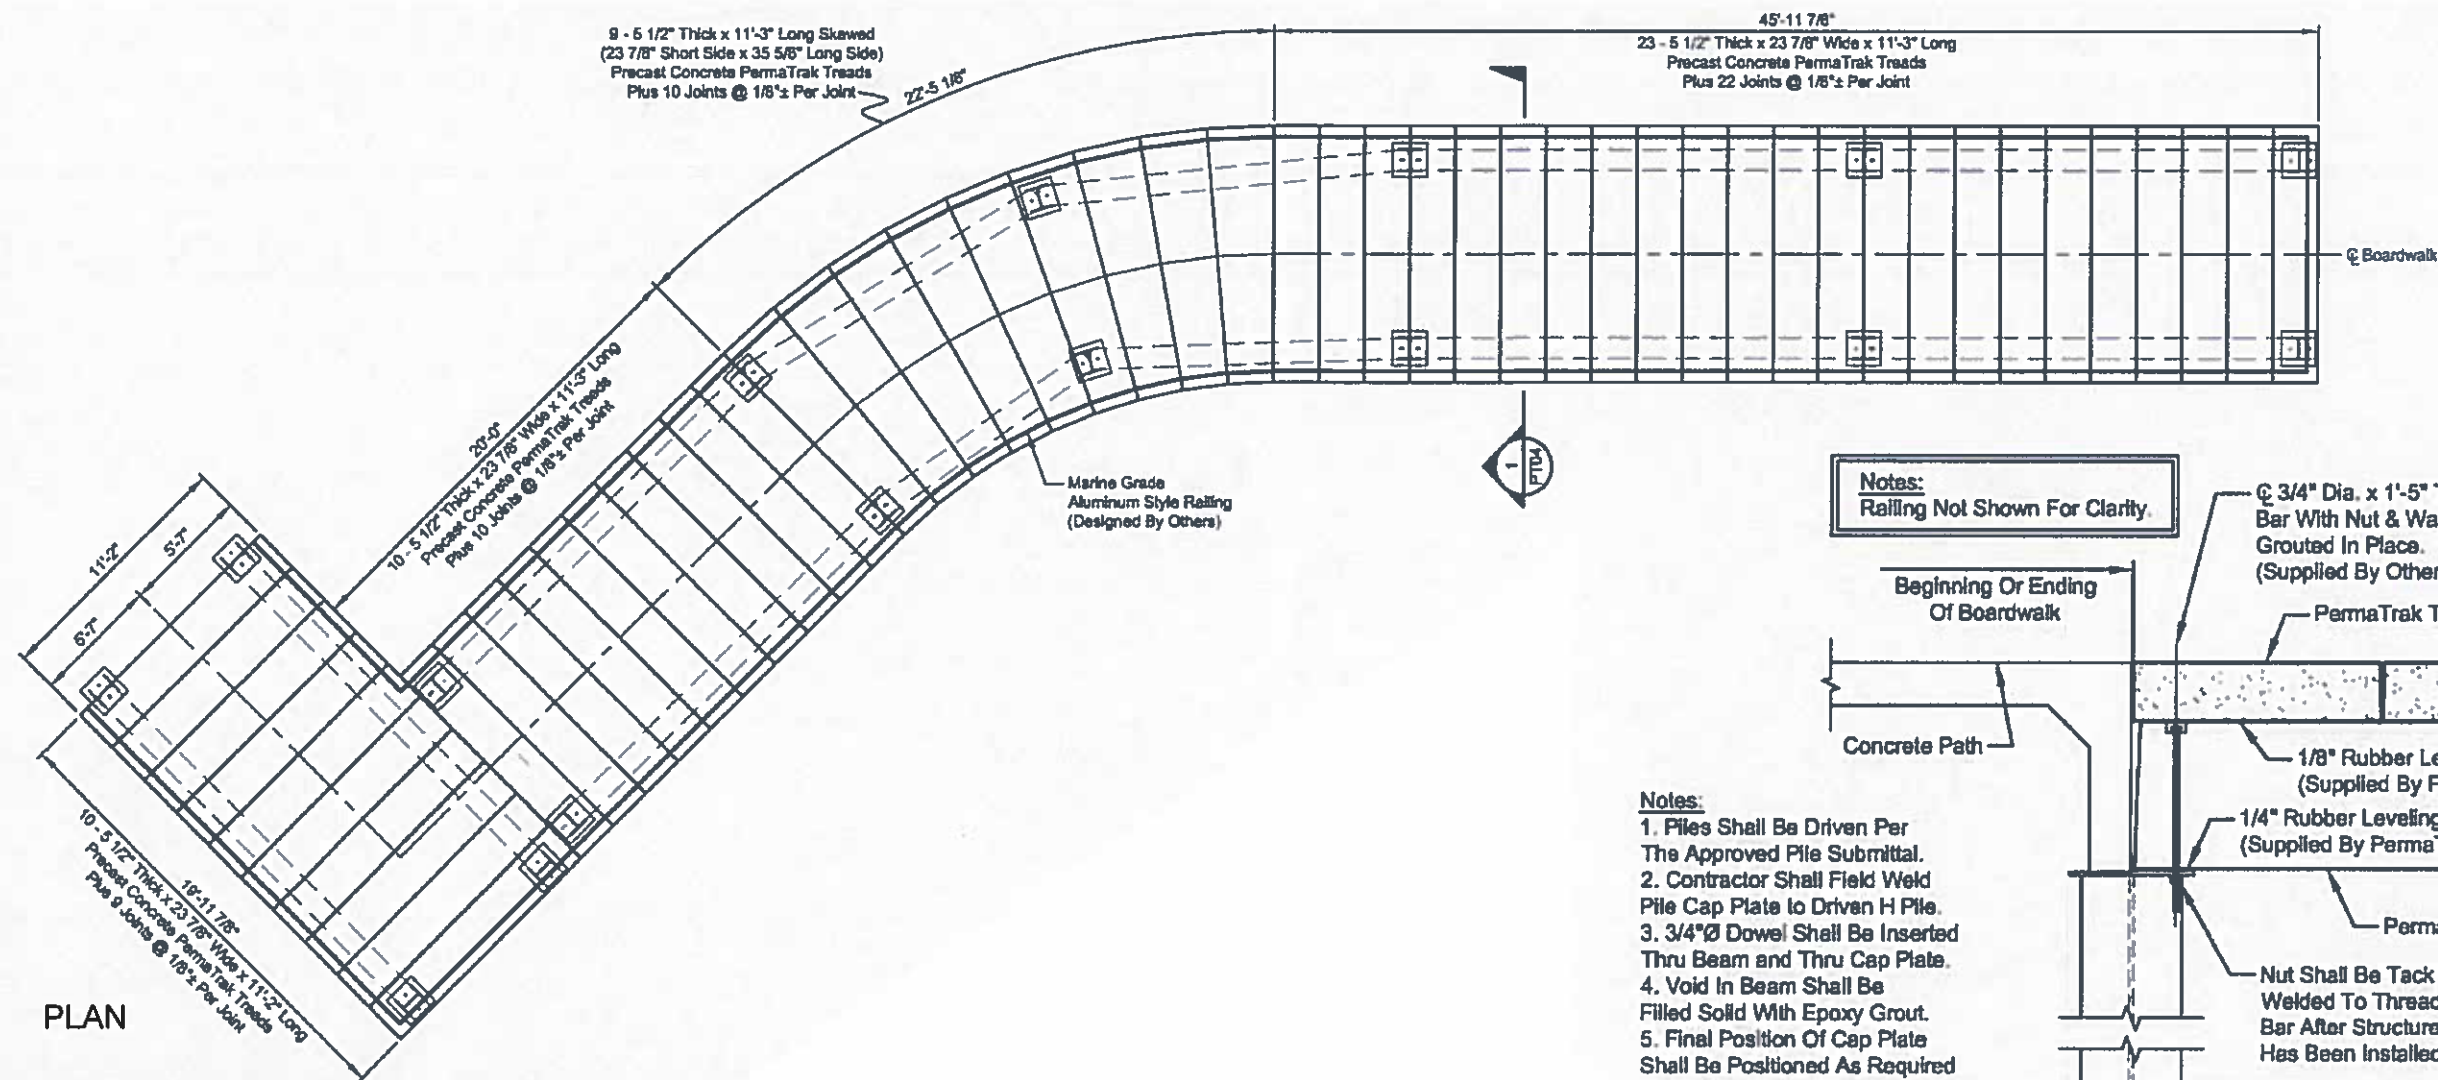 9 - 5 1/2" Thick x 11'-3" Long Skewed
(23 7/8" Short Side x 35 5/8" Long Side)
Precast Concrete PermaTrak Treads
Plus 10 Joints @ 1/8"± Per Joint
22'-5 1/8"
45'-11 7/8"
23 - 5 1/2" Thick x 23 7/8" Wide x 11'-3" Long
Precast Concrete PermaTrak Treads
Plus 22 Joints @ 1/8"± Per Joint
℄ Boardwalk
20'-0"
10 - 5 1/2" Thick x 23 7/8" Wide x 11'-3" Long
Precast Concrete PermaTrak Treads
Plus 10 Joints @ 1/8"± Per Joint
Marine Grade
Aluminum Style Railing
(Designed By Others)
1
PT04
11'-2"
5'-7"
5'-7"
19'-11 7/8"
10 - 5 1/2" Thick x 23 7/8" Wide x 11'-2" Long
Precast Concrete PermaTrak Treads
Plus 9 Joints @ 1/8"± Per Joint
PLAN
Notes:
Railing Not Shown For Clarity.
Beginning Or Ending
Of Boardwalk
℄ 3/4" Dia. x 1'-5"
Bar With Nut & Wa
Grouted In Place.
(Supplied By Other
PermaTrak T
Concrete Path
1/8" Rubber Le
(Supplied By
1/4" Rubber Leveling
(Supplied By Perma
Perma
Nut Shall Be Tack
Welded To Thread
Bar After Structure
Has Been Installed
Notes:
1. Piles Shall Be Driven Per
The Approved Pile Submittal.
2. Contractor Shall Field Weld
Pile Cap Plate to Driven H Pile.
3. 3/4"Ø Dowel Shall Be Inserted
Thru Beam and Thru Cap Plate.
4. Void In Beam Shall Be
Filled Solid With Epoxy Grout.
5. Final Position Of Cap Plate
Shall Be Positioned As Required